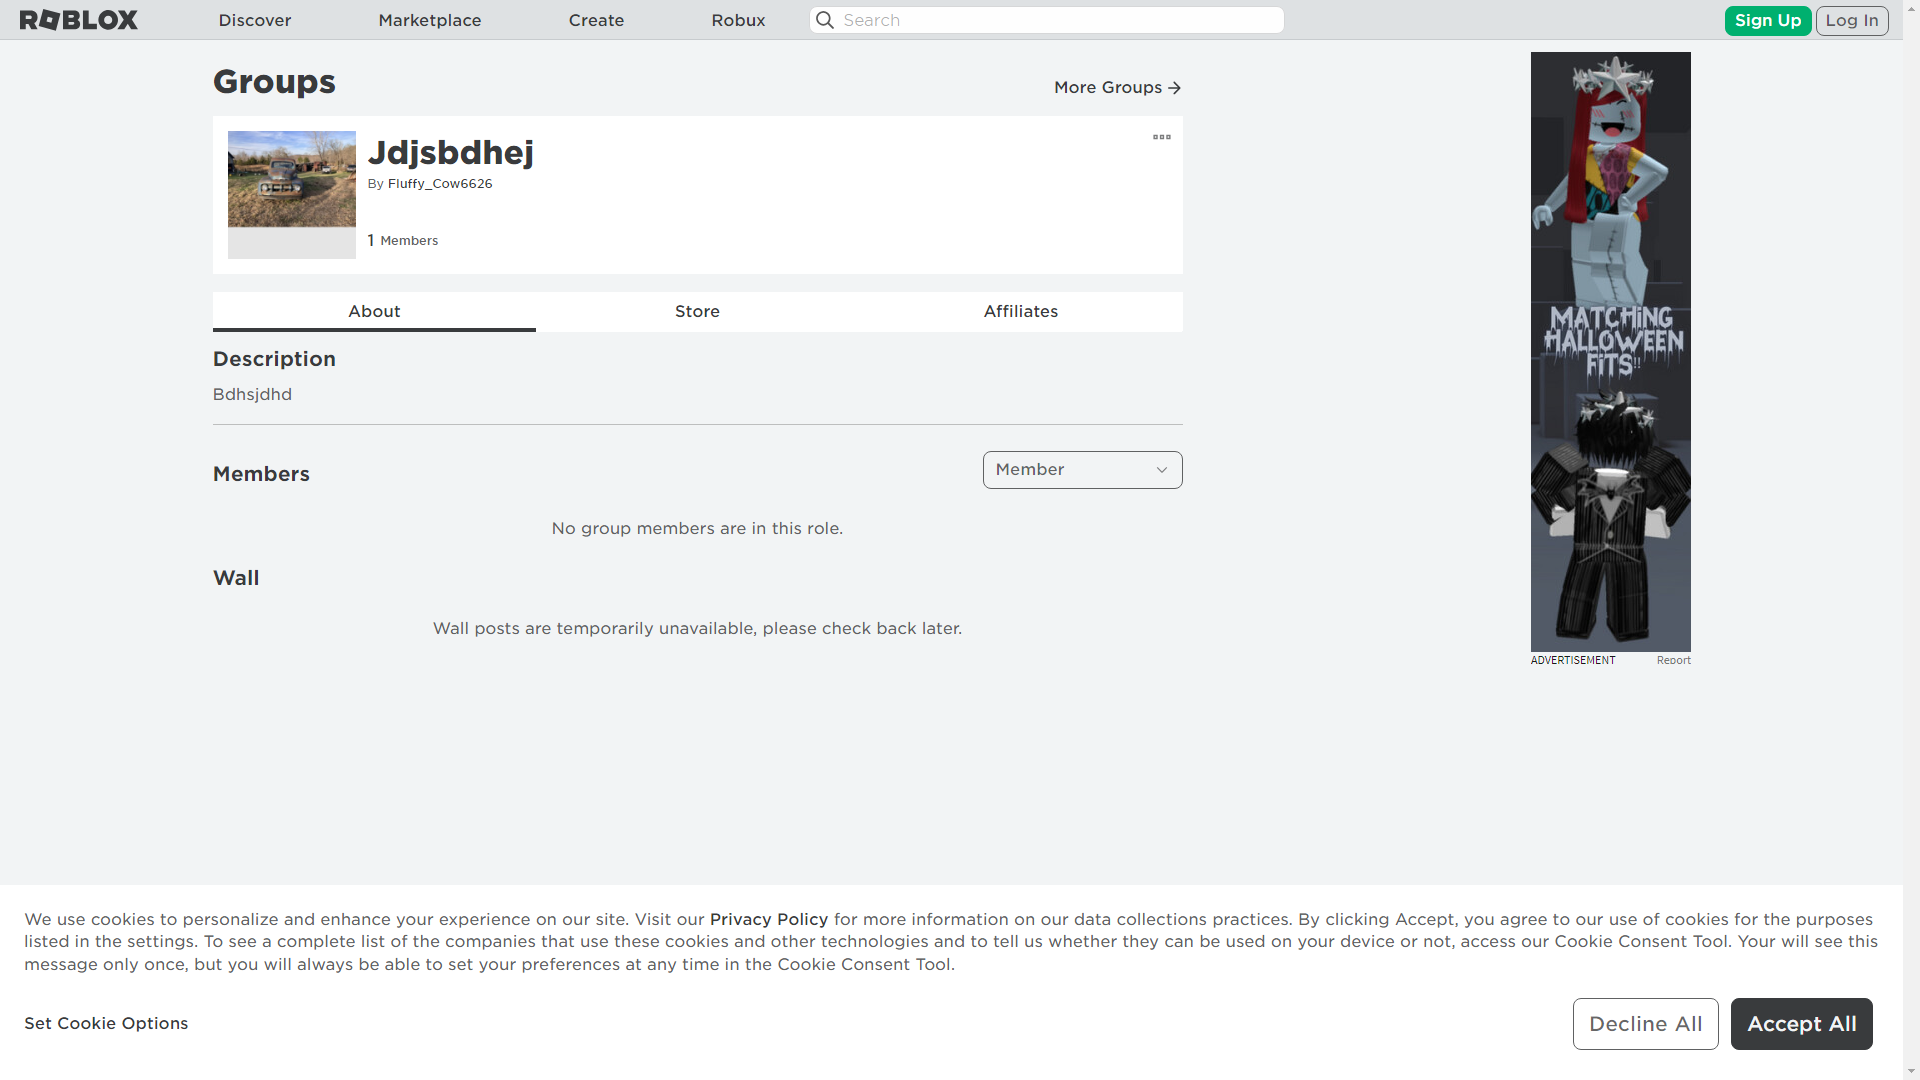 ROBLOX
Discover
Marketplace
Create
Robux
Search
Sign Up
Log In
Groups
More Groups
Jdjsbdhej
By Fluffy_Cow6626
1 Members
About
Store
Affiliates
Description
Bdhsjdhd
Members
Member
No group members are in this role.
Wall
Wall posts are temporarily unavailable, please check back later.
MATCHING
HALLOWEEN
FITS!!
ADVERTISEMENT
Report
We use cookies to personalize and enhance your experience on our site. Visit our Privacy Policy for more information on our data collections practices. By clicking Accept, you agree to our use of cookies for the purposes
listed in the settings. To see a complete list of the companies that use these cookies and other technologies and to tell us whether they can be used on your device or not, access our Cookie Consent Tool. Your will see this
message only once, but you will always be able to set your preferences at any time in the Cookie Consent Tool.
Set Cookie Options
Decline All
Accept All